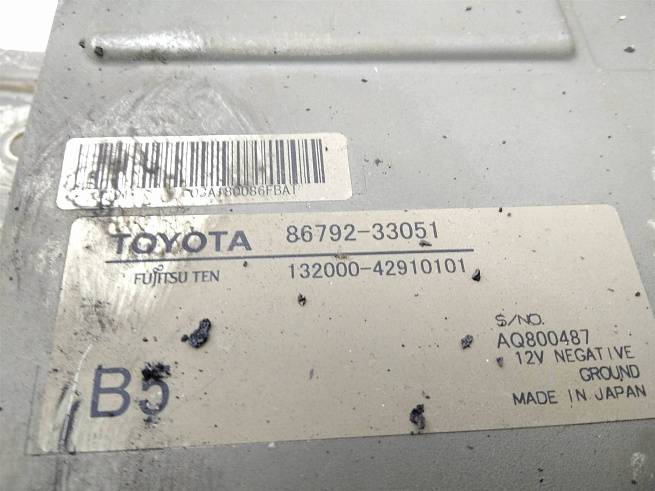 TOYOTA 86792-33051
FUJITSU TEN 132000-42910101
S/NO.
AQ800487
12V NEGATIVE
GROUND
MADE IN JAPAN
B5